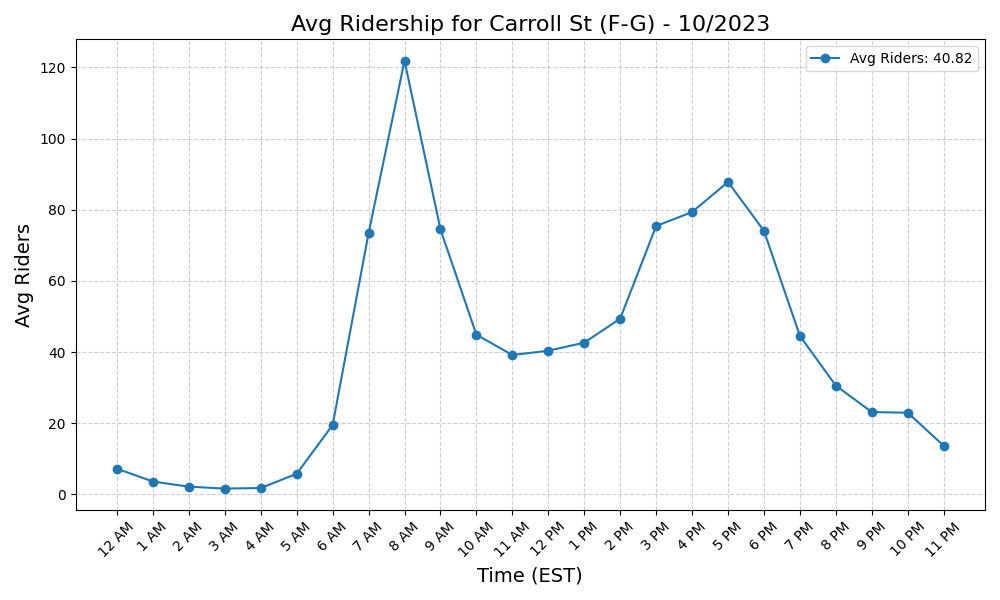 Avg Ridership for Carroll St (F-G) - 10/2023
Avg Riders: 40.82
Avg Riders
120
100
80
60
40
20
0
12 AM
1 AM
2 AM
3 AM
4 AM
5 AM
6 AM
7 AM
8 AM
9 AM
10 AM
11 AM
12 PM
1 PM
2 PM
3 PM
4 PM
5 PM
6 PM
7 PM
8 PM
9 PM
10 PM
11 PM
Time (EST)